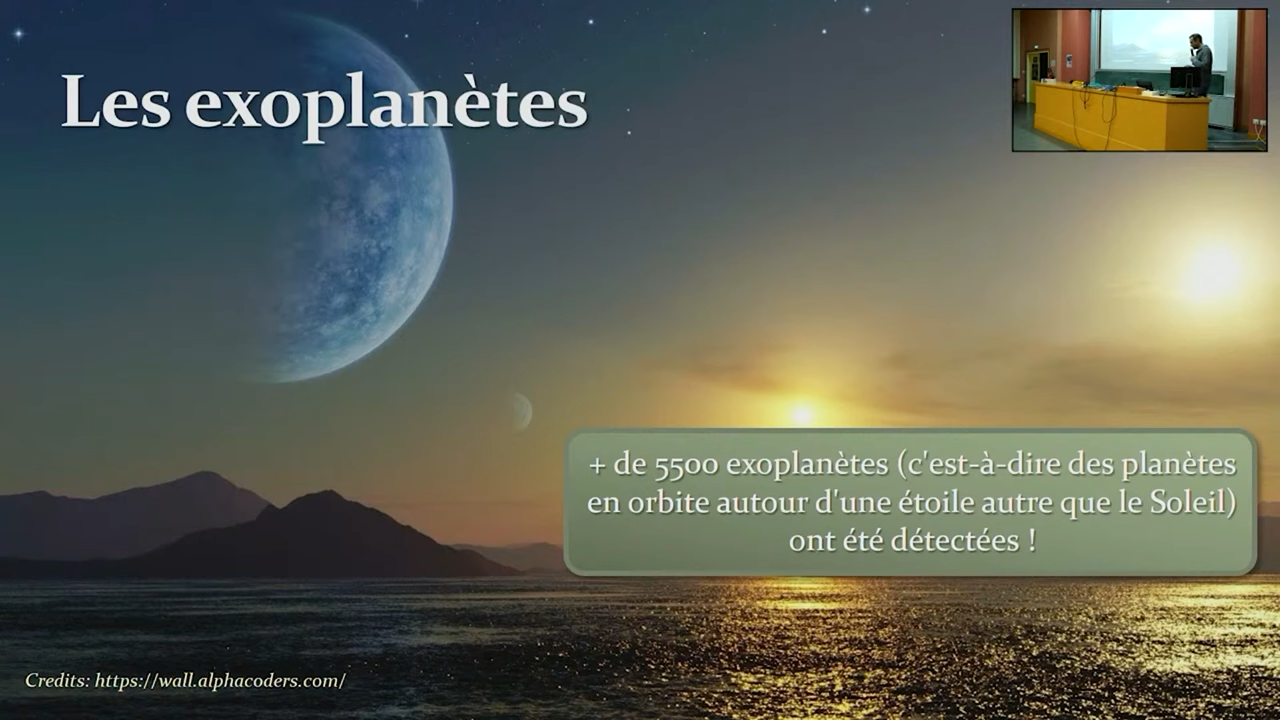 Les exoplanètes
+ de 5500 exoplanètes (c'est-à-dire des planètes
en orbite autour d'une étoile autre que le Soleil)
ont été détectées !
Credits: https://wall.alphacoders.com/